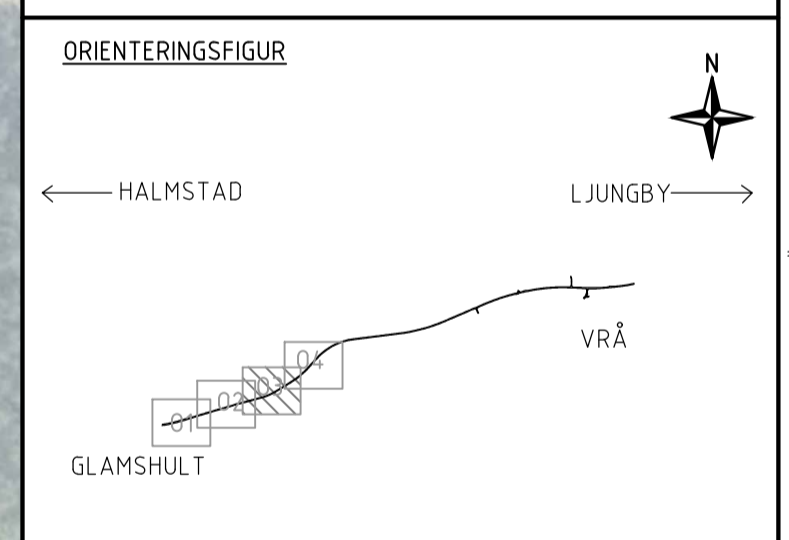 ORIENTERINGSFIGUR
N
HALMSTAD
LJUNGBY
VRÅ
04
03
02
01
GLAMSHULT